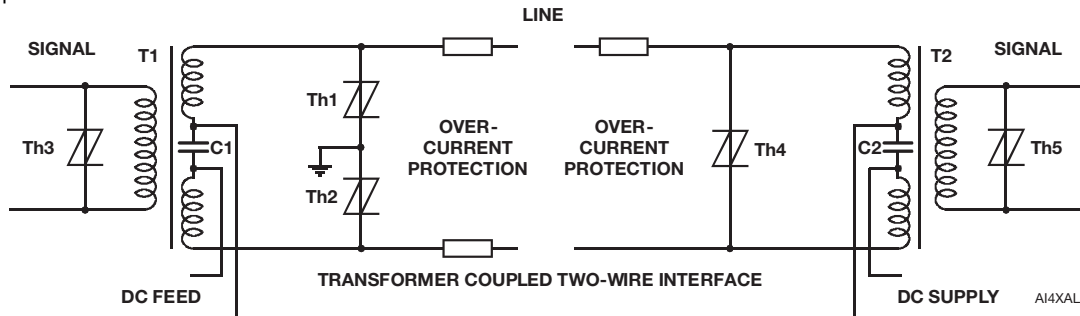 LINE
SIGNAL
T1
T2
SIGNAL
Th1
Th3
C1
OVER-
CURRENT
PROTECTION
OVER-
CURRENT
PROTECTION
Th4
C2
Th5
Th2
TRANSFORMER COUPLED TWO-WIRE INTERFACE
DC FEED
DC SUPPLY
AI4XAL